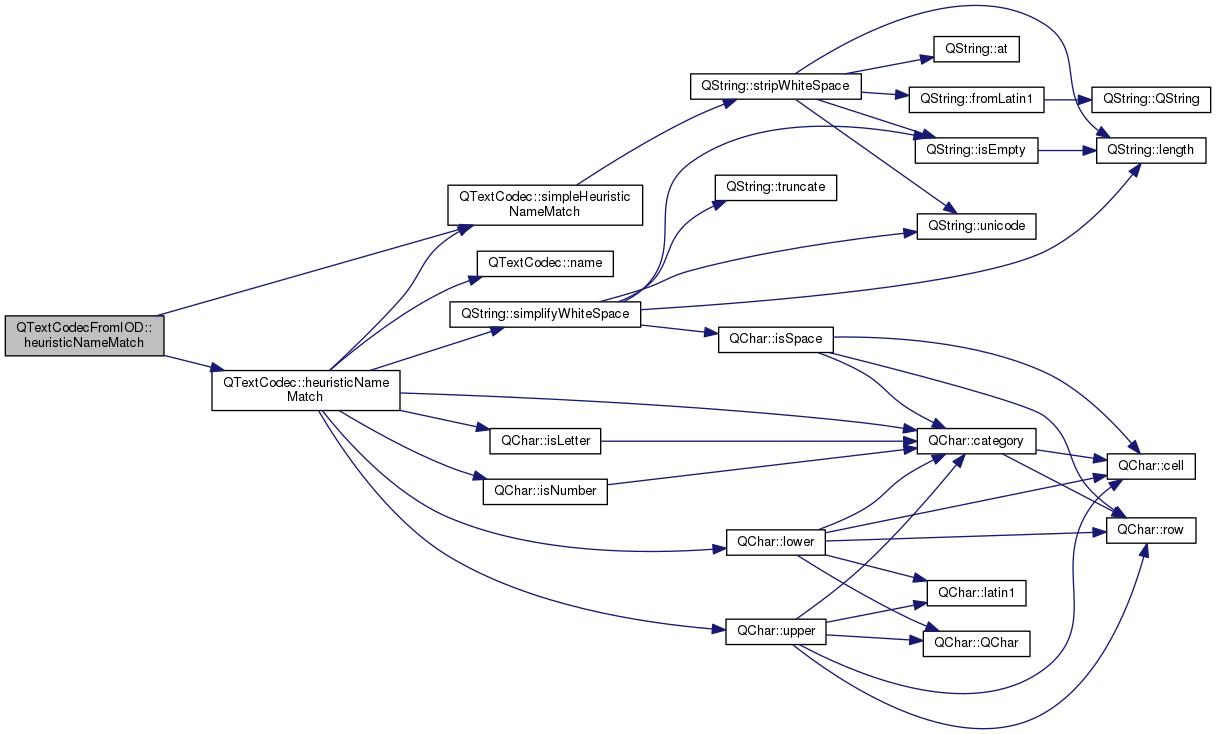 QTextCodecFromIOD::
heuristicNameMatch
QTextCodec::heuristicName
Match
QTextCodec::simpleHeuristic
NameMatch
QTextCodec::name
QString::simplifyWhiteSpace
QChar::isLetter
QChar::isNumber
QString::stripWhiteSpace
QString::truncate
QChar::isSpace
QChar::lower
QChar::upper
QString::at
QString::fromLatin1
QString::isEmpty
QString::unicode
QChar::category
QChar::latin1
QChar::QChar
QString::QString
QString::length
QChar::cell
QChar::row